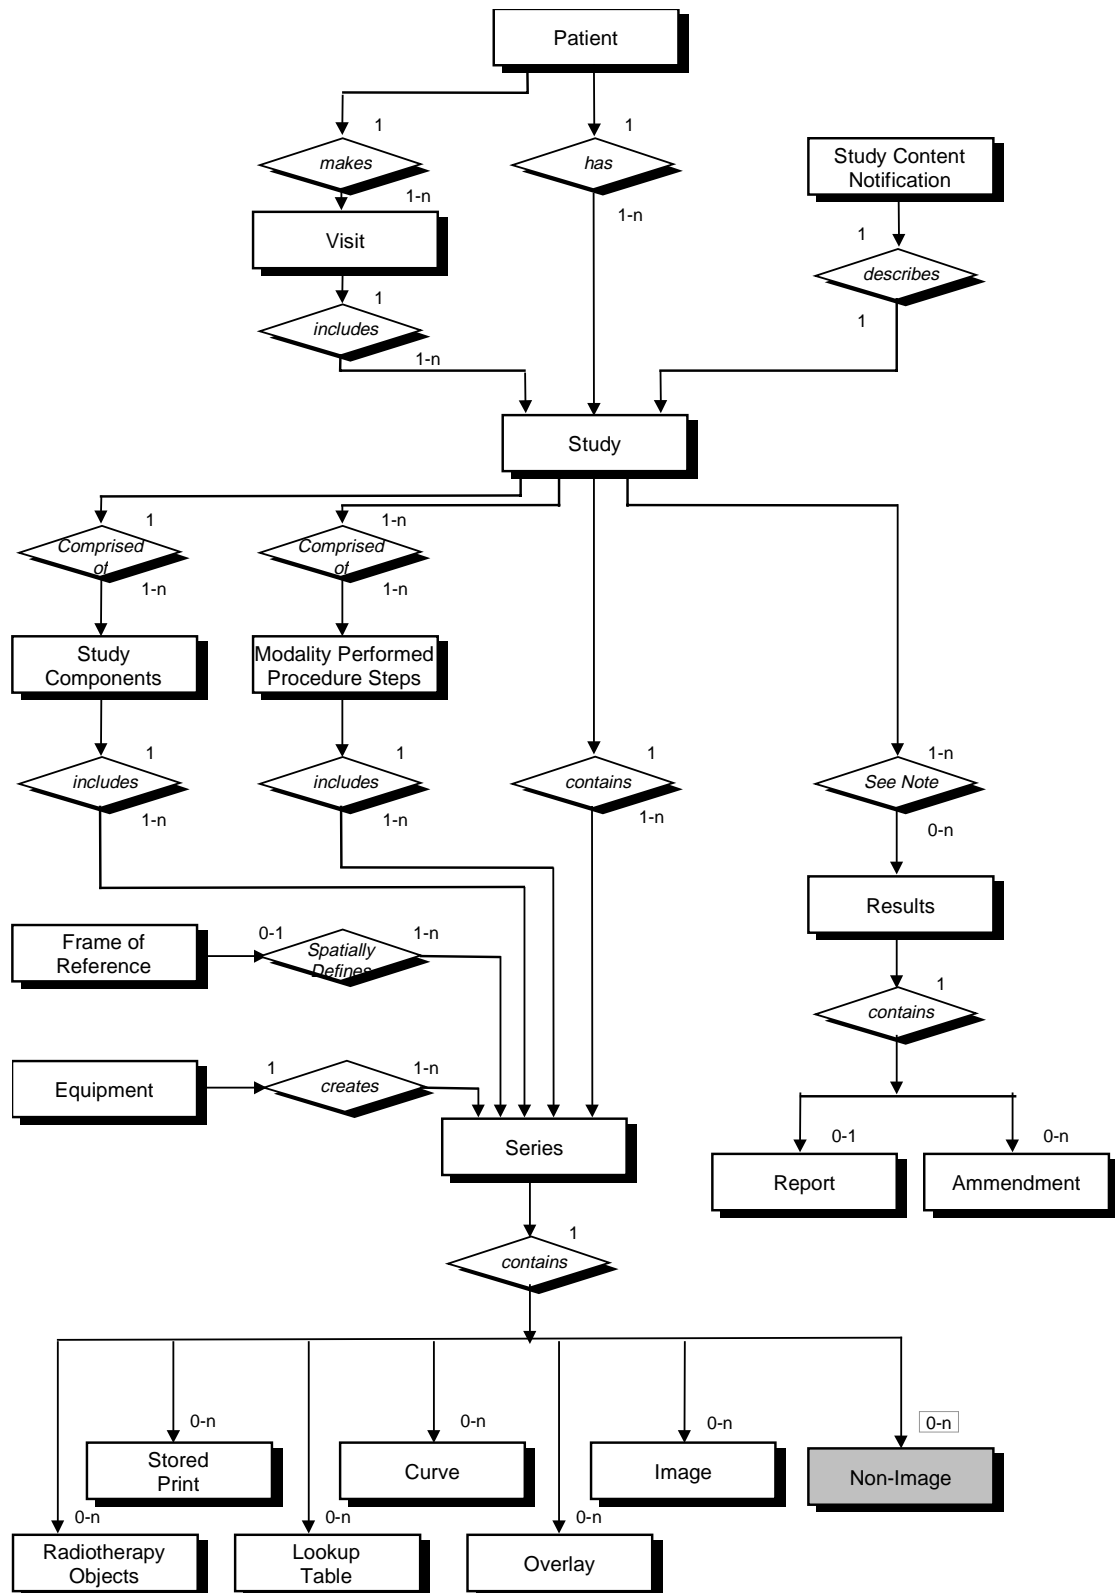 Patient
1
1
makes
has
Study Content
Notification
1-n
1-n
Visit
1
describes
1
1
includes
1-n
Study
1
1-n
Comprised
of
Comprised
of
1-n
1-n
Study
Components
Modality Performed
Procedure Steps
1
1
1
1-n
includes
includes
contains
See Note
1-n
1-n
1-n
0-n
Results
Frame of
Reference
0-1
Spatially
Defines
1-n
1
contains
Equipment
1
creates
1-n
Series
0-1
0-n
Report
Ammendment
1
contains
0-n
0-n
0-n
0-n
Stored
Print
Curve
Image
Non-Image
0-n
0-n
0-n
Radiotherapy
Objects
Lookup
Table
Overlay